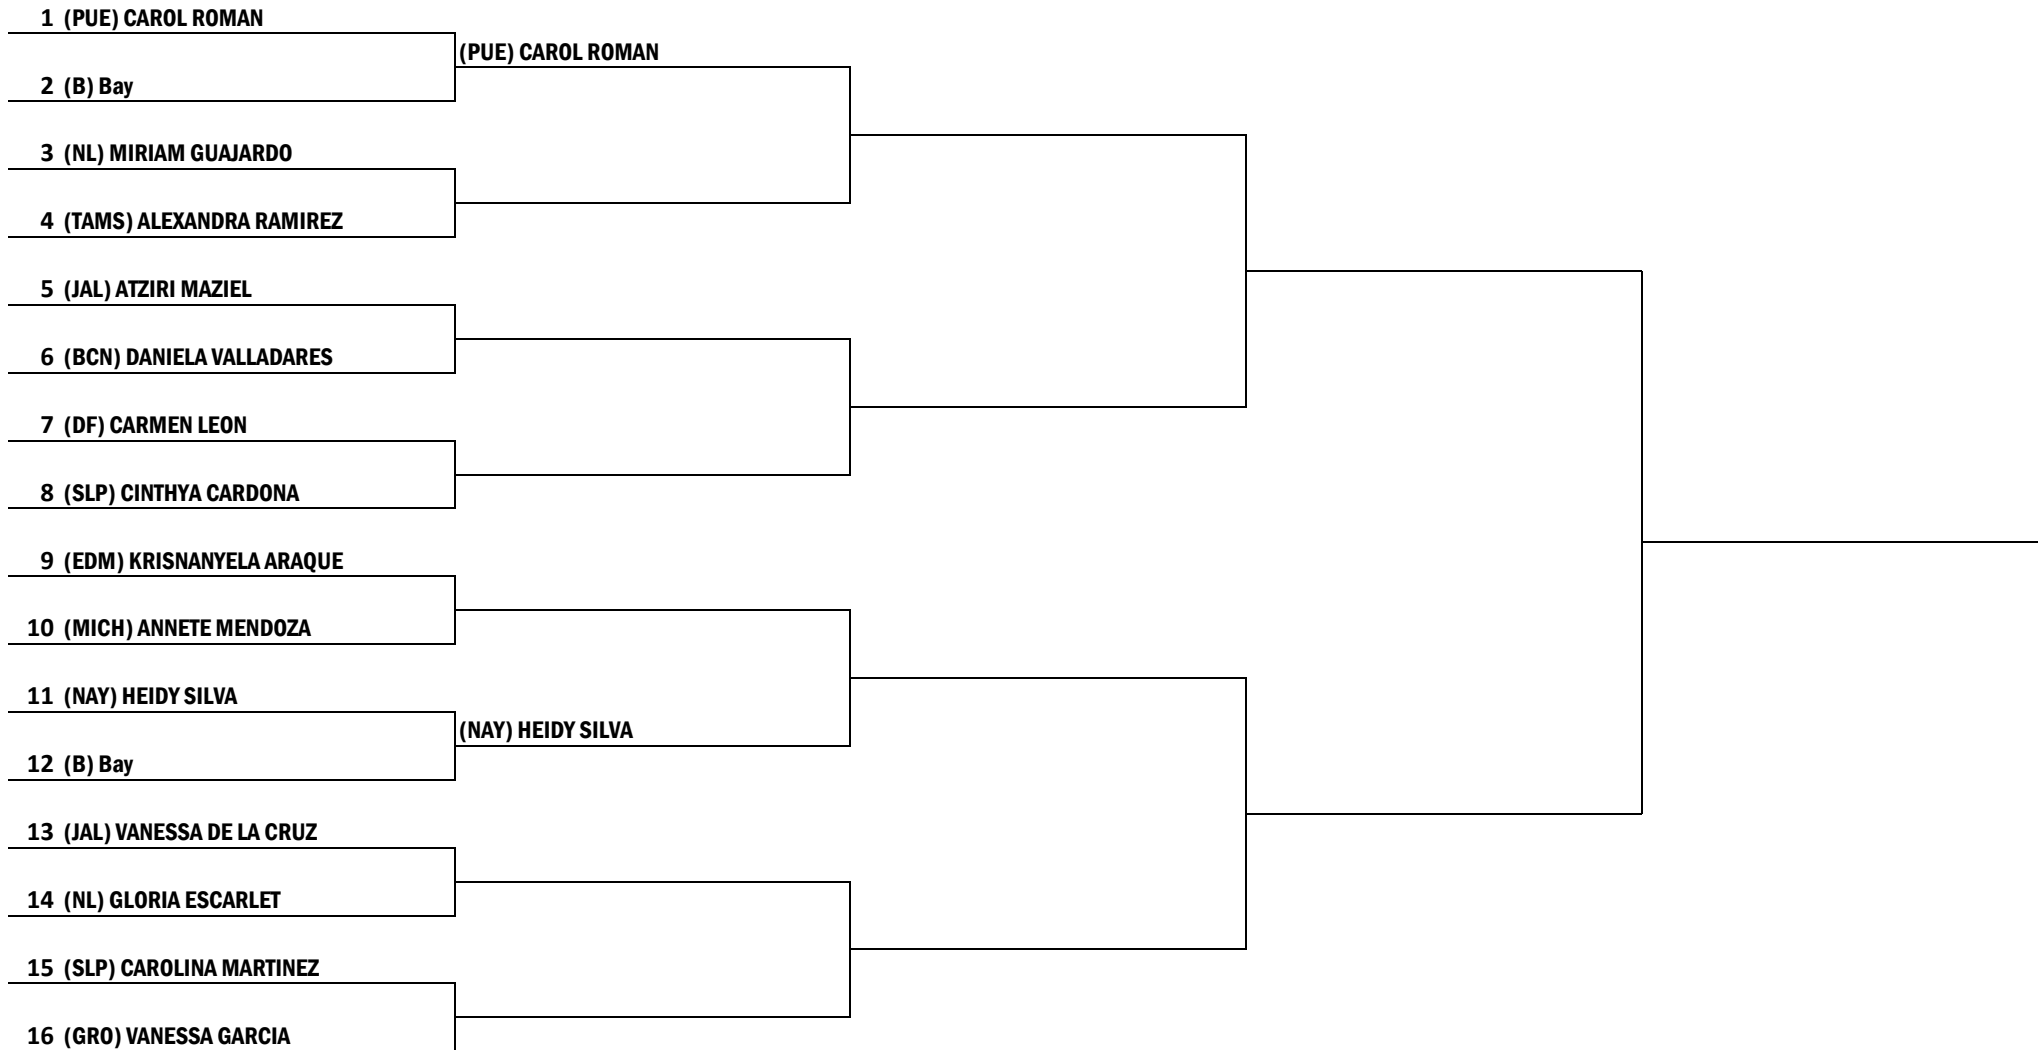 1 (PUE) CAROL ROMAN
(PUE) CAROL ROMAN
2 (B) Bay
3 (NL) MIRIAM GUAJARDO
4 (TAMS) ALEXANDRA RAMIREZ
5 (JAL) ATZIRI MAZIEL
6 (BCN) DANIELA VALLADARES
7 (DF) CARMEN LEON
8 (SLP) CINTHYA CARDONA
9 (EDM) KRISNANYELA ARAQUE
10 (MICH) ANNETE MENDOZA
11 (NAY) HEIDY SILVA
(NAY) HEIDY SILVA
12 (B) Bay
13 (JAL) VANESSA DE LA CRUZ
14 (NL) GLORIA ESCARLET
15 (SLP) CAROLINA MARTINEZ
16 (GRO) VANESSA GARCIA